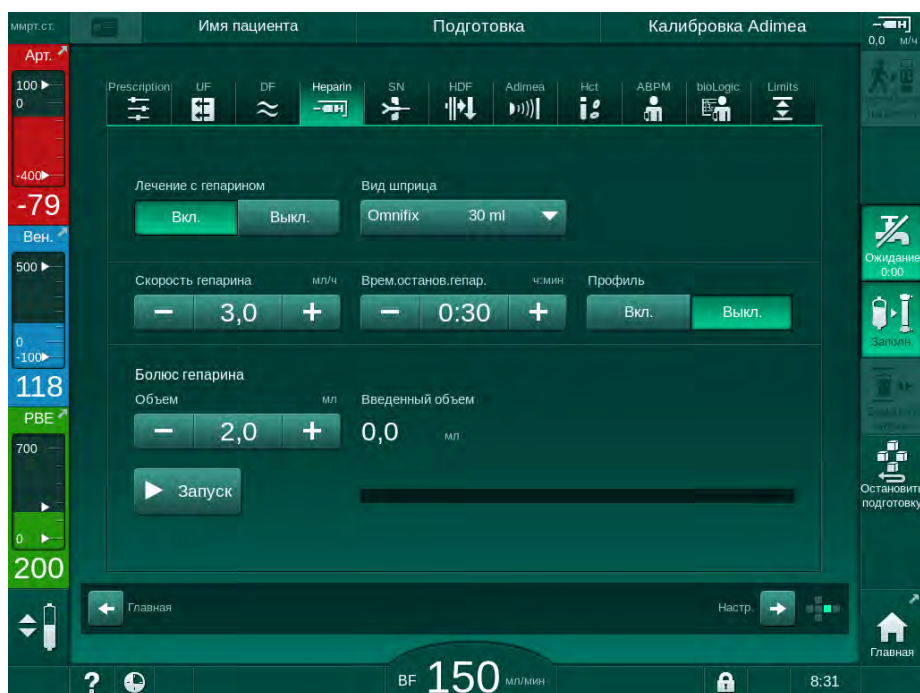 ммрт.ст.
Имя пациента
Подготовка
Калибровка Adimea
0,0 м/ч
Арт.
100
0
-400
-79
Вен.
500
0
-100
118
PBE
700
0
200
Prescription
UF
DF
Heparin
SN
HDF
Adimea
Hct
ABPM
bioLogic
Limits
Лечение с гепарином
Вкл. Выкл.
Вид шприца
Omnifix 30 ml
Скорость гепарина мл/ч
− 3,0 +
Врем.останов.гепар. ч:мин
− 0:30 +
Профиль
Вкл. Выкл.
Болюс гепарина
Объем мл
− 2,0 +
Введенный объем
0,0 мл
Запуск
Главная
Настр.
Ожидание
0:00
Заполн.
Остановить
подготовку
Главная
?
BF 150 мл/мин
8:31